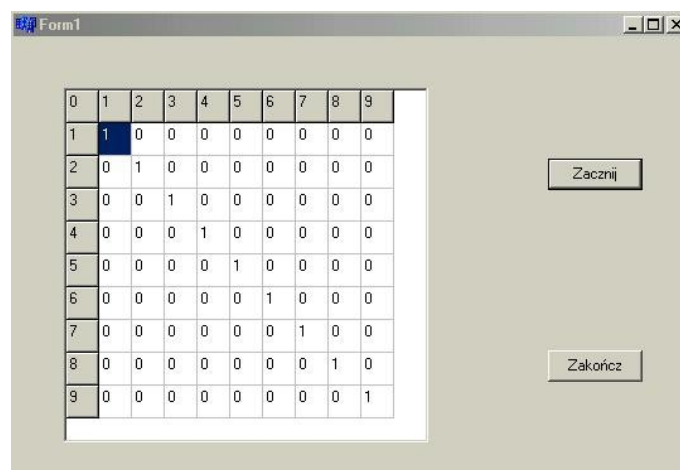 Form1
0 1 2 3 4 5 6 7 8 9
1 1 0 0 0 0 0 0 0 0
2 0 1 0 0 0 0 0 0 0
Zacznij
3 0 0 1 0 0 0 0 0 0
4 0 0 0 1 0 0 0 0 0
5 0 0 0 0 1 0 0 0 0
6 0 0 0 0 0 1 0 0 0
7 0 0 0 0 0 0 1 0 0
8 0 0 0 0 0 0 0 1 0
Zakończ
9 0 0 0 0 0 0 0 0 1